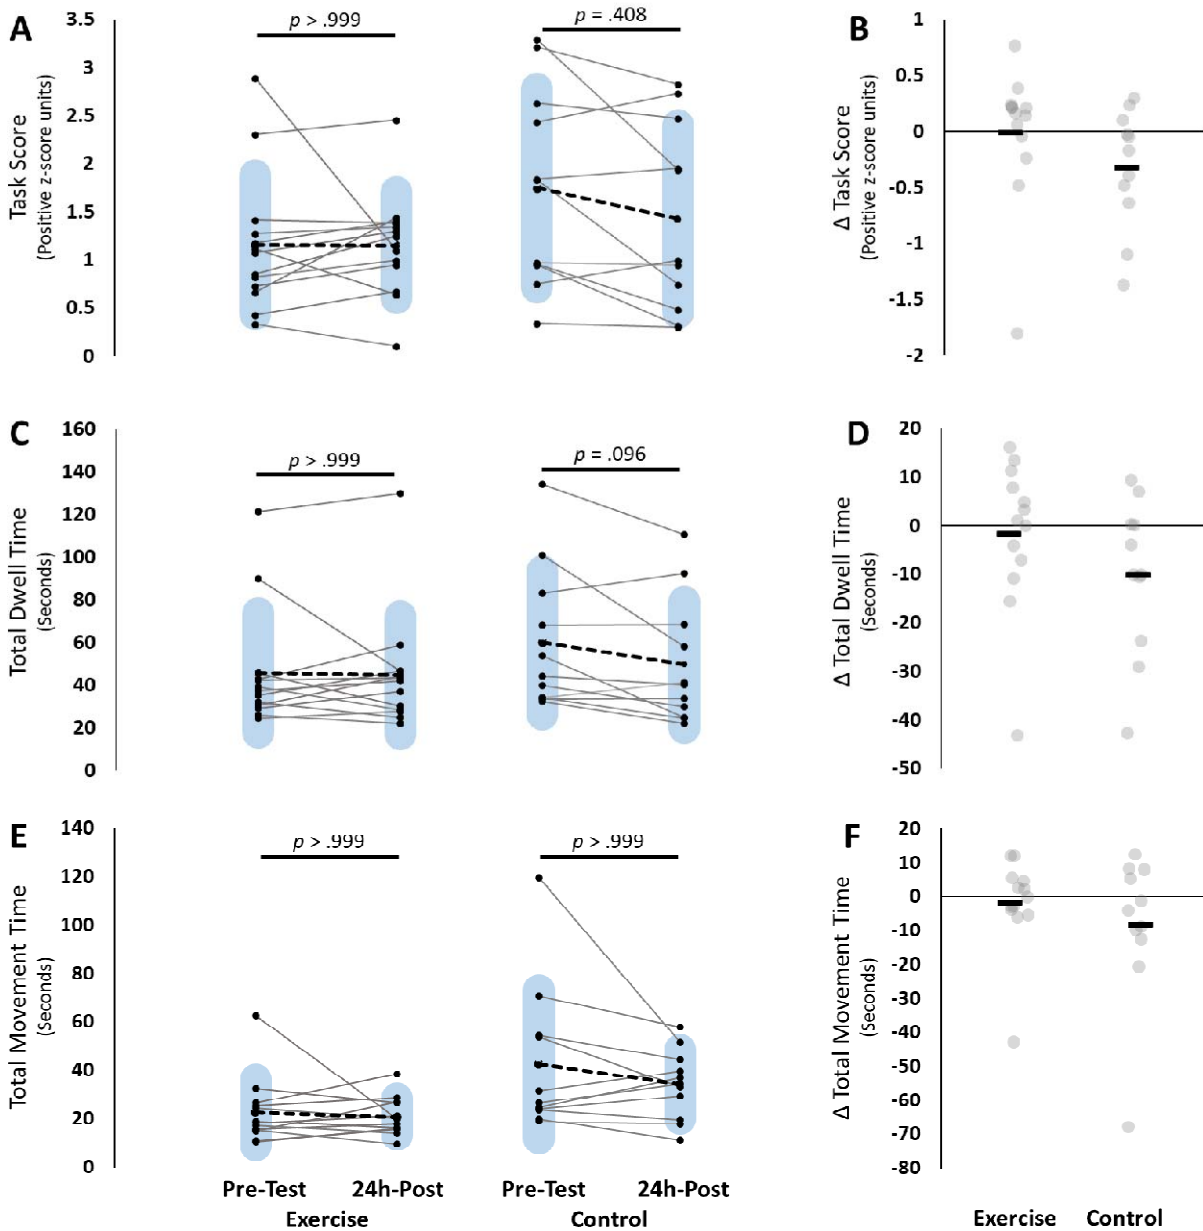 A
Task Score
(Positive z-score units)
3.5
3
2.5
2
1.5
1
0.5
0
p > .999
p = .408
B
Δ Task Score
(Positive z-score units)
1
0.5
0
-0.5
-1
-1.5
-2
C
Total Dwell Time
(Seconds)
160
140
120
100
80
60
40
20
0
p > .999
p = .096
D
Δ Total Dwell Time
(Seconds)
20
10
0
-10
-20
-30
-40
-50
E
Total Movement Time
(Seconds)
140
120
100
80
60
40
20
0
p > .999
p > .999
Pre-Test 24h-Post Pre-Test 24h-Post
Exercise Control
F
Δ Total Movement Time
(Seconds)
20
10
0
-10
-20
-30
-40
-50
-60
-70
-80
Exercise Control